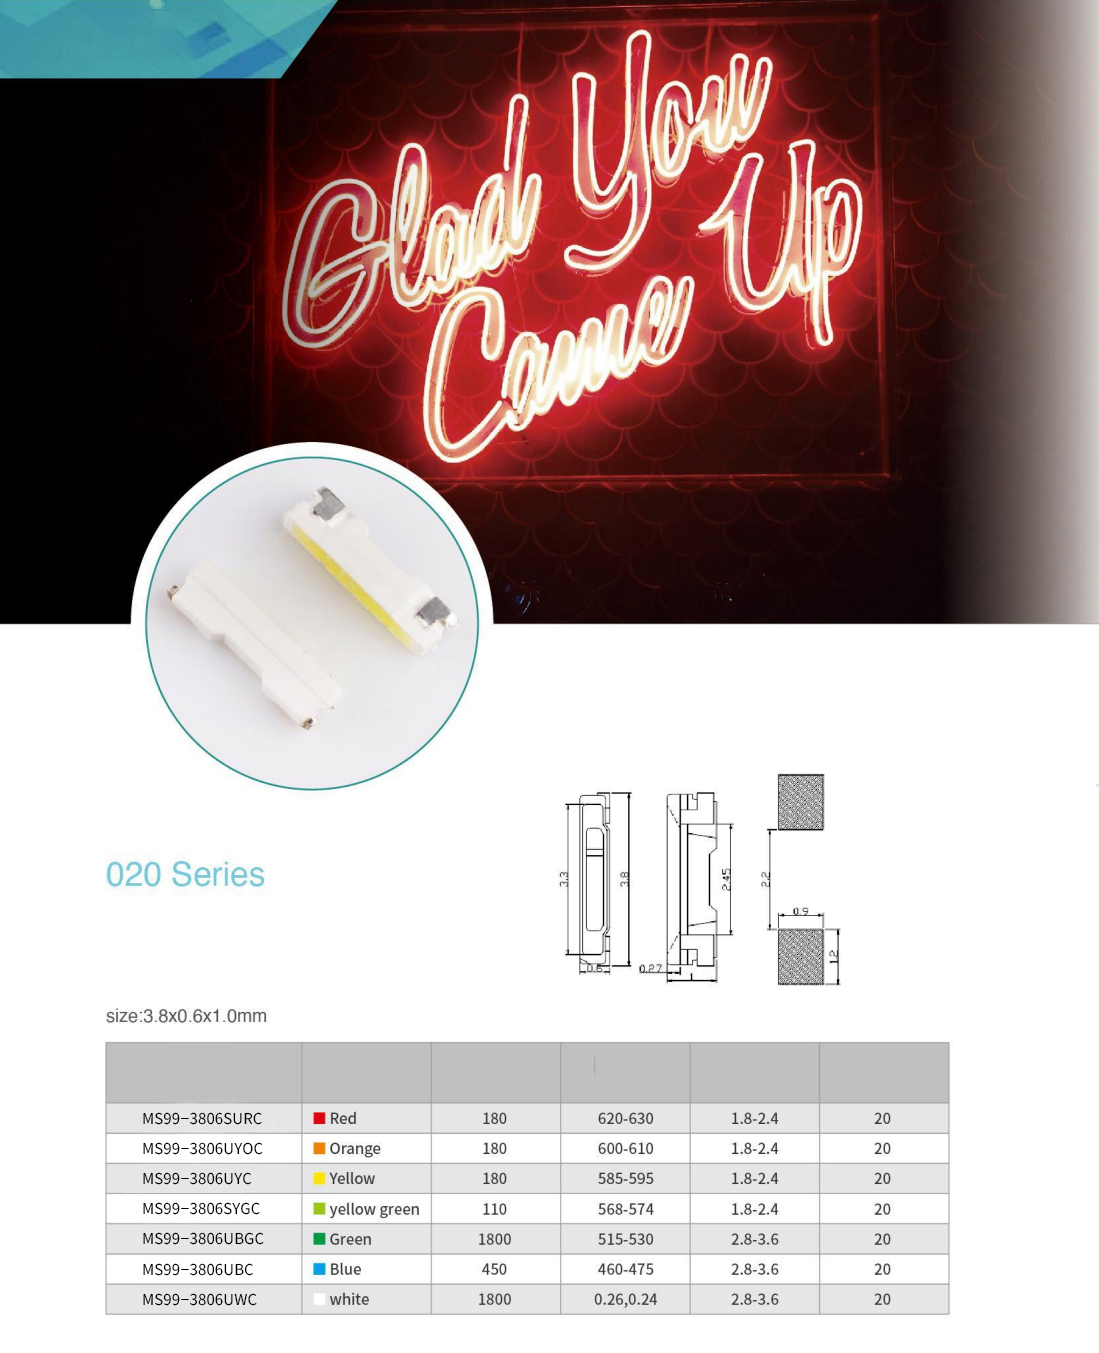 Glad You
Came Up
020 Series
3.3
3.8
0.6
0.27
1
2.45
2.2
0.9
1.2
size:3.8x0.6x1.0mm
MS99-3806SURC Red 180 620-630 1.8-2.4 20
MS99-3806UYOC Orange 180 600-610 1.8-2.4 20
MS99-3806UYC Yellow 180 585-595 1.8-2.4 20
MS99-3806SYGC yellow green 110 568-574 1.8-2.4 20
MS99-3806UBGC Green 1800 515-530 2.8-3.6 20
MS99-3806UBC Blue 450 460-475 2.8-3.6 20
MS99-3806UWC white 1800 0.26,0.24 2.8-3.6 20